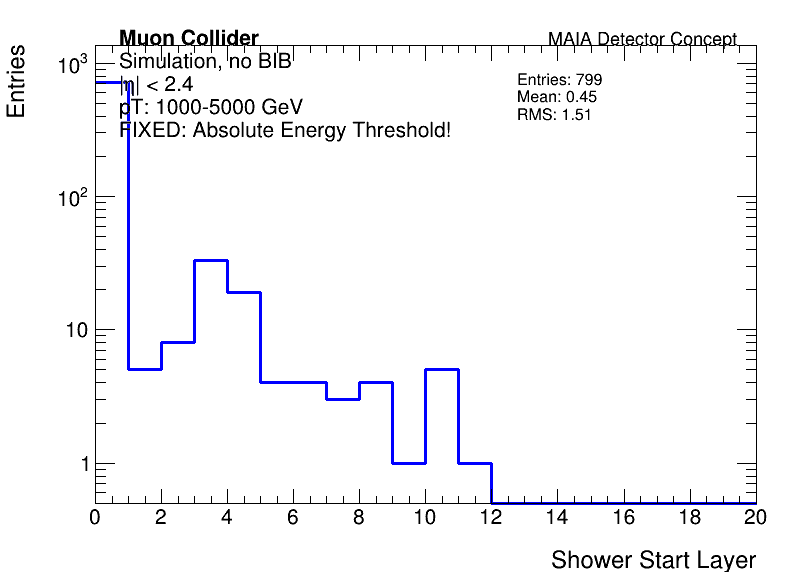 Muon Collider
MAIA Detector Concept
Simulation, no BIB
|η| < 2.4
pT: 1000-5000 GeV
FIXED: Absolute Energy Threshold!
Entries: 799
Mean: 0.45
RMS: 1.51
Entries
10³
10²
10
1
0 2 4 6 8 10 12 14 16 18 20
Shower Start Layer